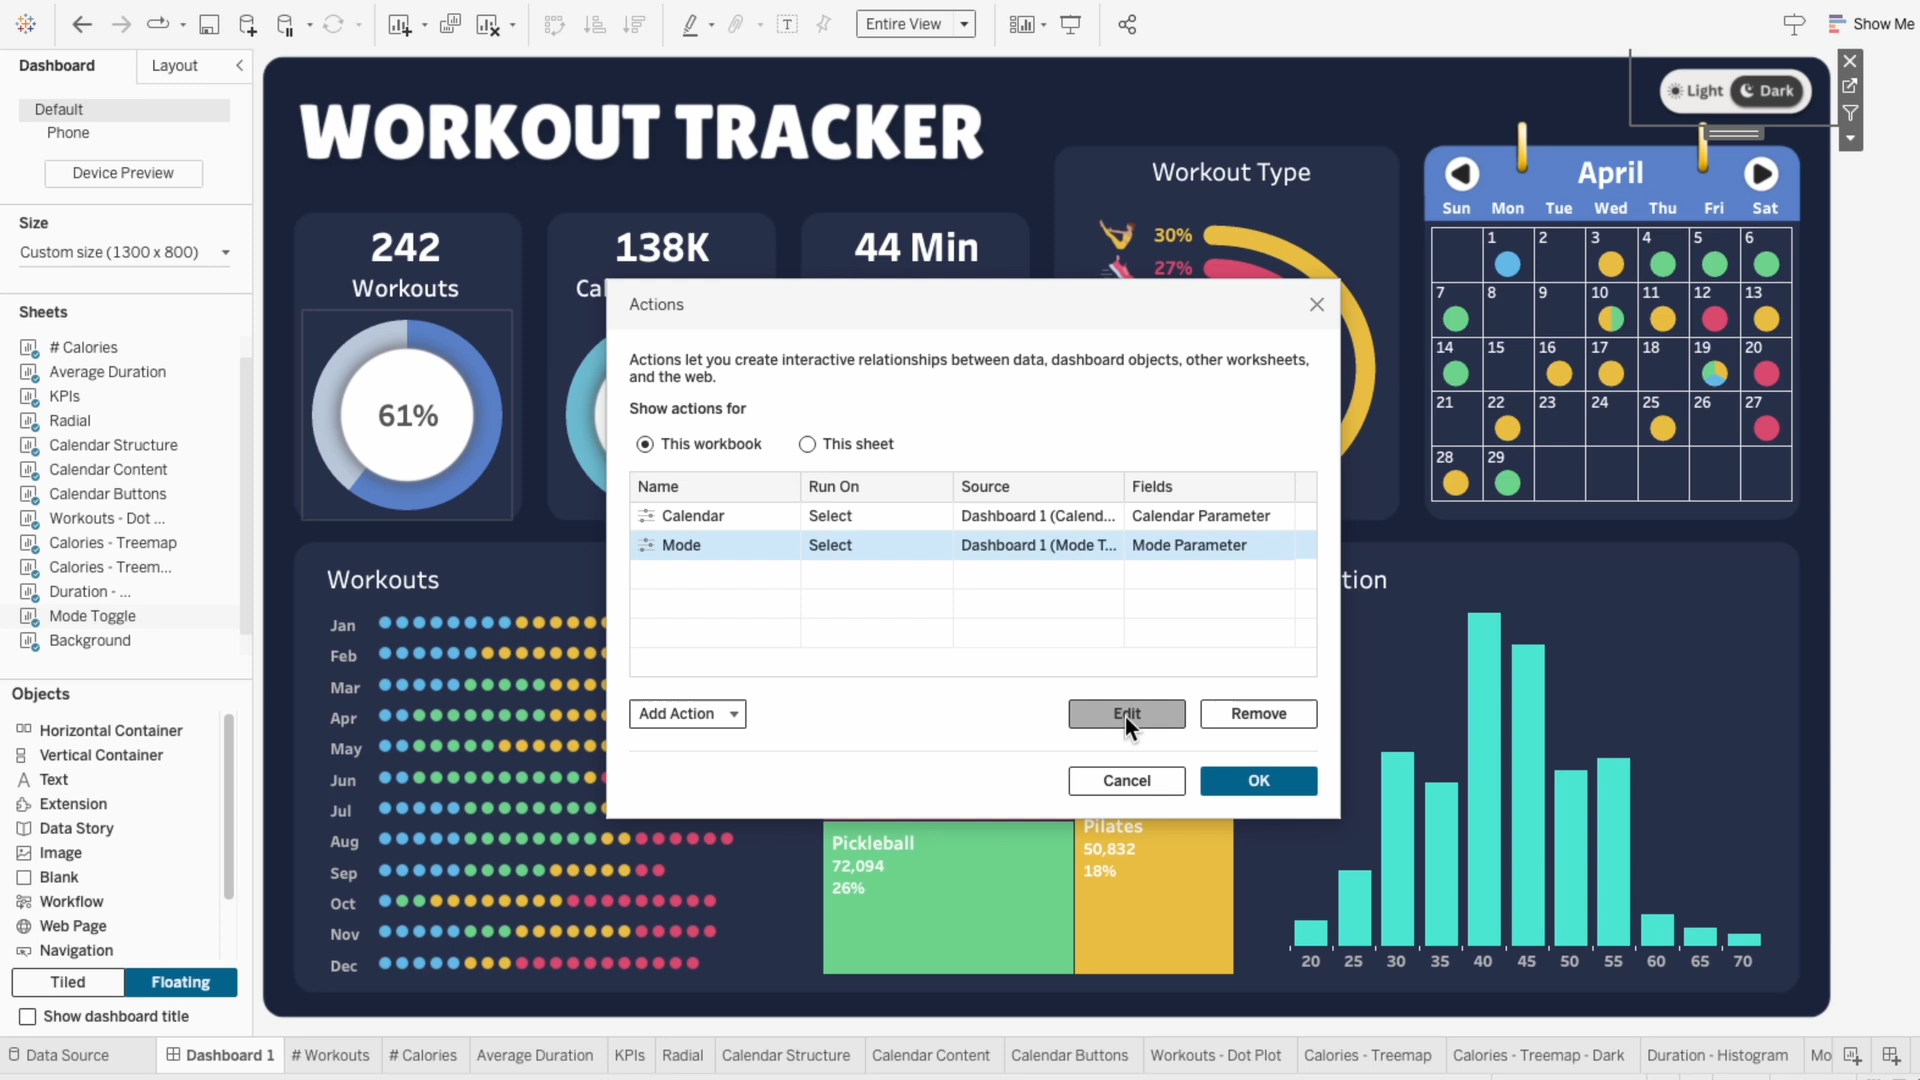 Entire View
Show Me
Dashboard
Layout
Default
Phone
Device Preview
Size
Custom size (1300 x 800)
Sheets
# Calories
Average Duration
KPIs
Radial
Calendar Structure
Calendar Content
Calendar Buttons
Workouts - Dot ...
Calories - Treemap
Calories - Treem...
Duration - ...
Mode Toggle
Background
Objects
Horizontal Container
Vertical Container
Text
Extension
Data Story
Image
Blank
Workflow
Web Page
Navigation
Tiled
Floating
Show dashboard title
WORKOUT TRACKER
Light
Dark
242
Workouts
61%
138K
Cal
44 Min
Workout Type
30%
27%
April
Sun Mon Tue Wed Thu Fri Sat
1 2 3 4 5 6
7 8 9 10 11 12 13
14 15 16 17 18 19 20
21 22 23 24 25 26 27
28 29
Actions
Actions let you create interactive relationships between data, dashboard objects, other worksheets,
and the web.
Show actions for
This workbook
This sheet
Name Run On Source Fields
Calendar Select Dashboard 1 (Calend... Calendar Parameter
Mode Select Dashboard 1 (Mode T... Mode Parameter
Add Action
Edit
Remove
Cancel
OK
Workouts
Jan
Feb
Mar
Apr
May
Jun
Jul
Aug
Sep
Oct
Nov
Dec
Pickleball
72,094
26%
Pilates
50,832
18%
tion
20 25 30 35 40 45 50 55 60 65 70
Data Source
Dashboard 1
# Workouts
# Calories
Average Duration
KPIs
Radial
Calendar Structure
Calendar Content
Calendar Buttons
Workouts - Dot Plot
Calories - Treemap
Calories - Treemap - Dark
Duration - Histogram
Mo